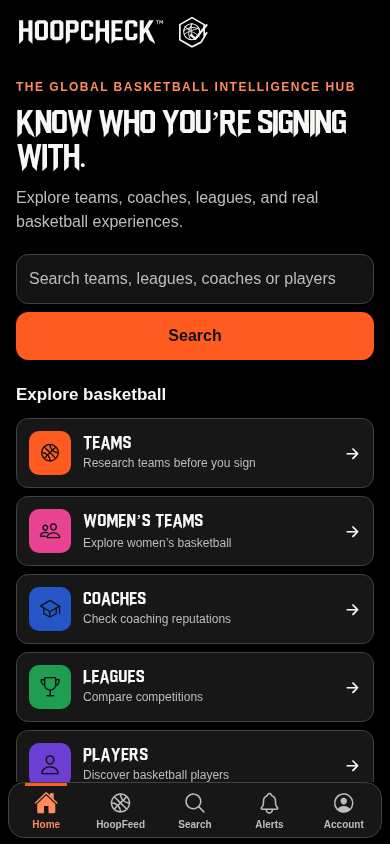 HOOPCHECK™
THE GLOBAL BASKETBALL INTELLIGENCE HUB
KNOW WHO YOU’RE SIGNING
WITH.
Explore teams, coaches, leagues, and real
basketball experiences.
Search teams, leagues, coaches or players
Search
Explore basketball
TEAMS
Research teams before you sign
WOMEN’S TEAMS
Explore women’s basketball
COACHES
Check coaching reputations
LEAGUES
Compare competitions
PLAYERS
Discover basketball players
Home
HoopFeed
Search
Alerts
Account